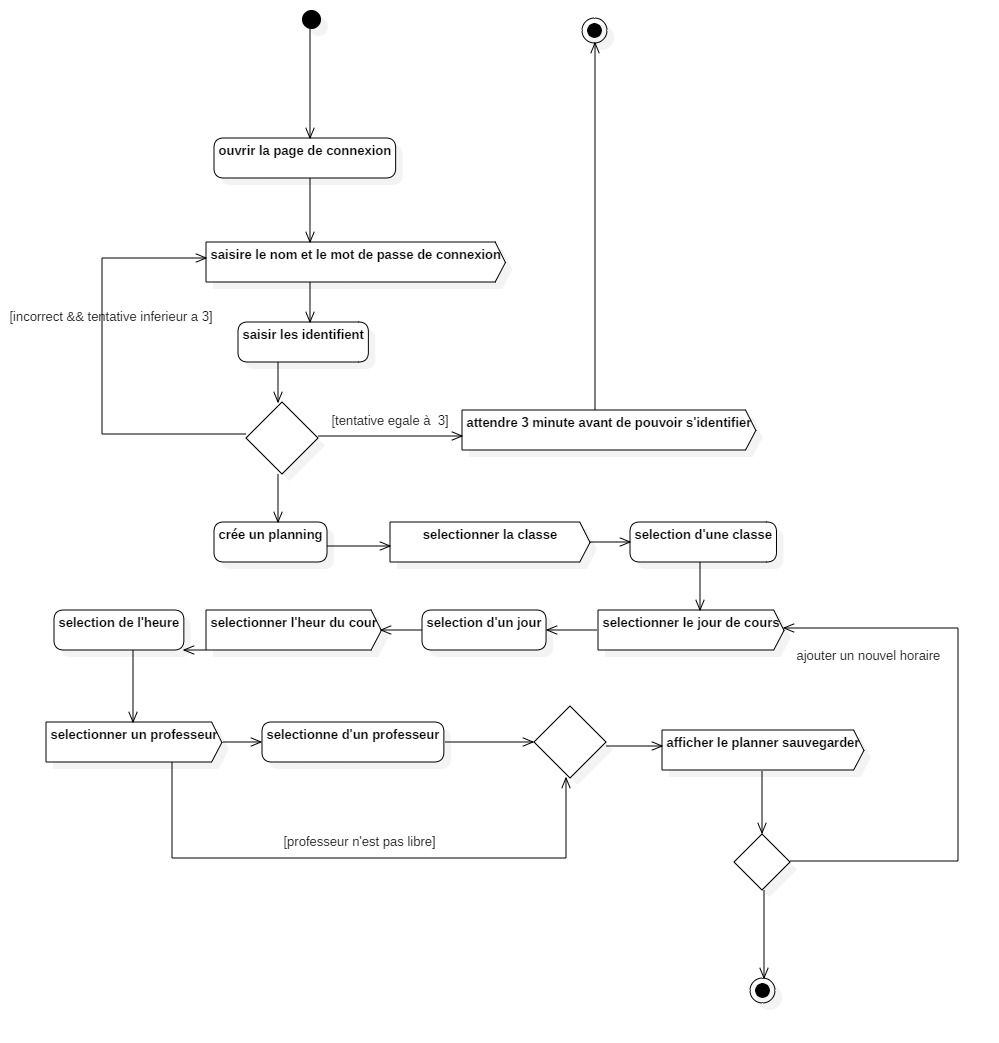 ouvrir la page de connexion
saisire le nom et le mot de passe de connexion
[incorrect && tentative inferieur a 3]
saisir les identifient
[tentative egale à  3]
attendre 3 minute avant de pouvoir s'identifier
crée un planning
selectionner la classe
selection d'une classe
selection de l'heure
selectionner l'heur du cour
selection d'un jour
selectionner le jour de cours
ajouter un nouvel horaire
selectionner un professeur
selectionne d'un professeur
afficher le planner sauvegarder
[professeur n'est pas libre]